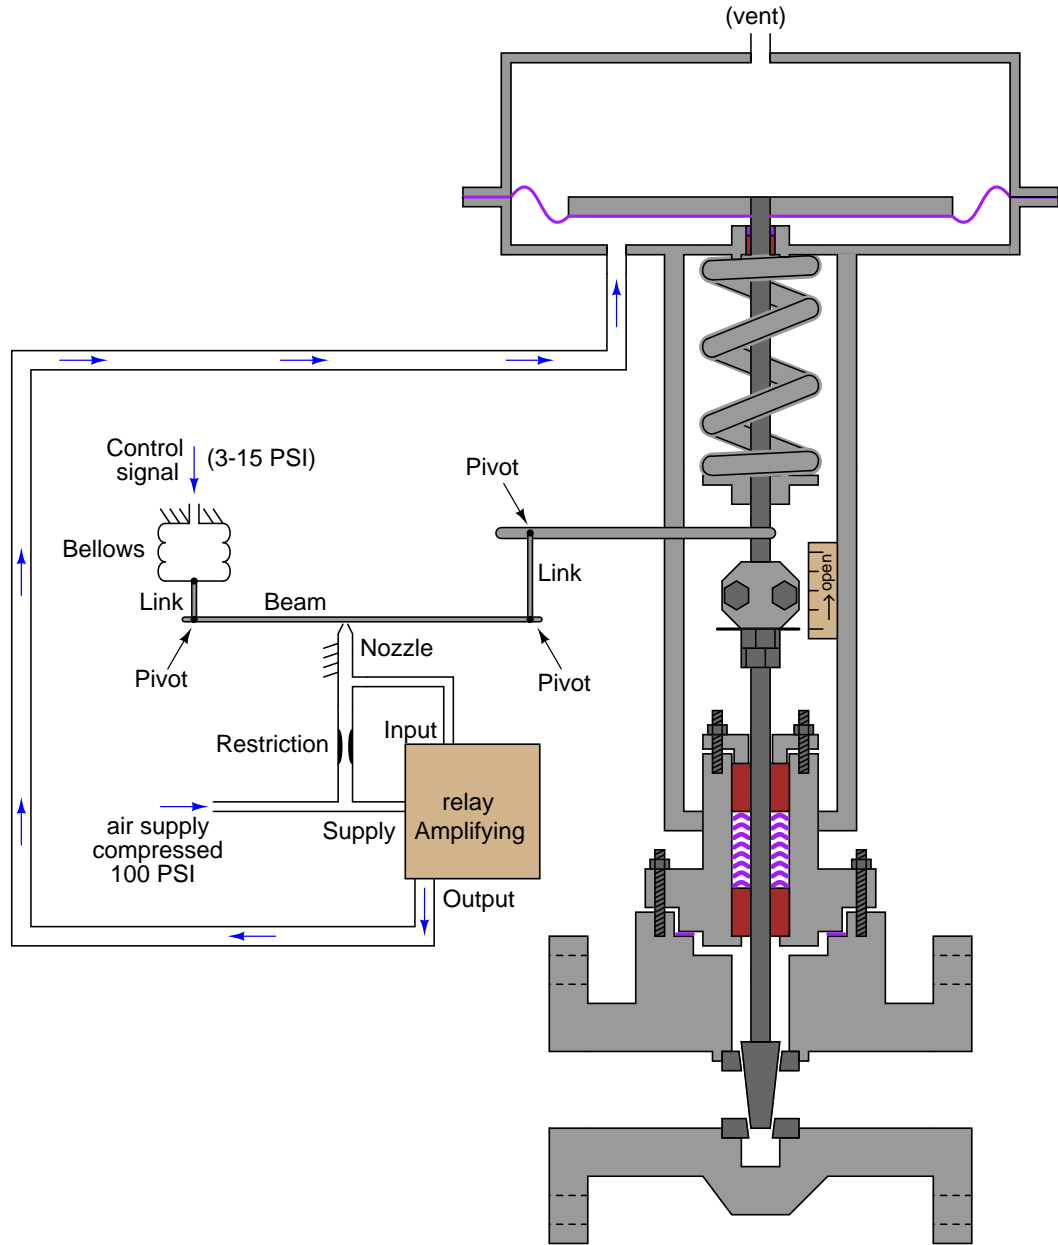 (vent)
Control
signal
(3-15 PSI)
Pivot
Bellows
Link
Link
Beam
open
Nozzle
Pivot
Pivot
Input
Restriction
relay
Amplifying
Supply
air supply
compressed
100 PSI
Output